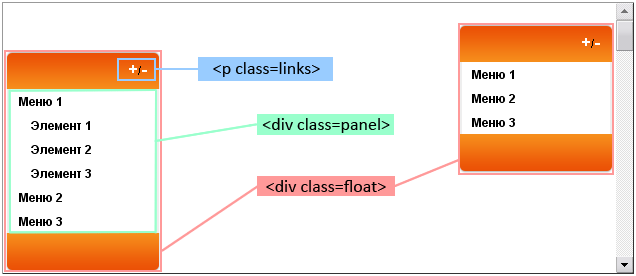 +/-
<p class=links>
Меню 1
Элемент 1
Элемент 2
Элемент 3
Меню 2
Меню 3
<div class=panel>
<div class=float>
+/-
Меню 1
Меню 2
Меню 3